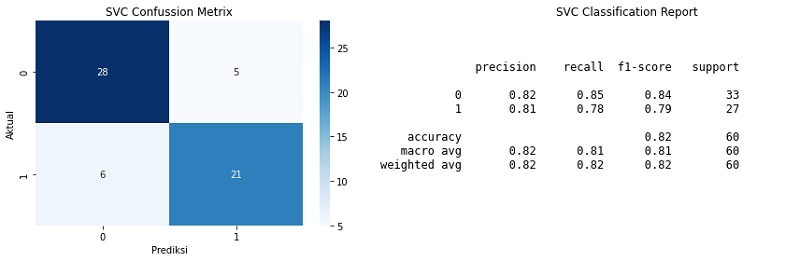 SVC Confussion Metrix
0 28 5
1 6 21
0 1
Aktual
Prediksi
25
20
15
10
5
SVC Classification Report
precision recall f1-score support
0 0.82 0.85 0.84 33
1 0.81 0.78 0.79 27
accuracy 0.82 60
macro avg 0.82 0.81 0.81 60
weighted avg 0.82 0.82 0.82 60